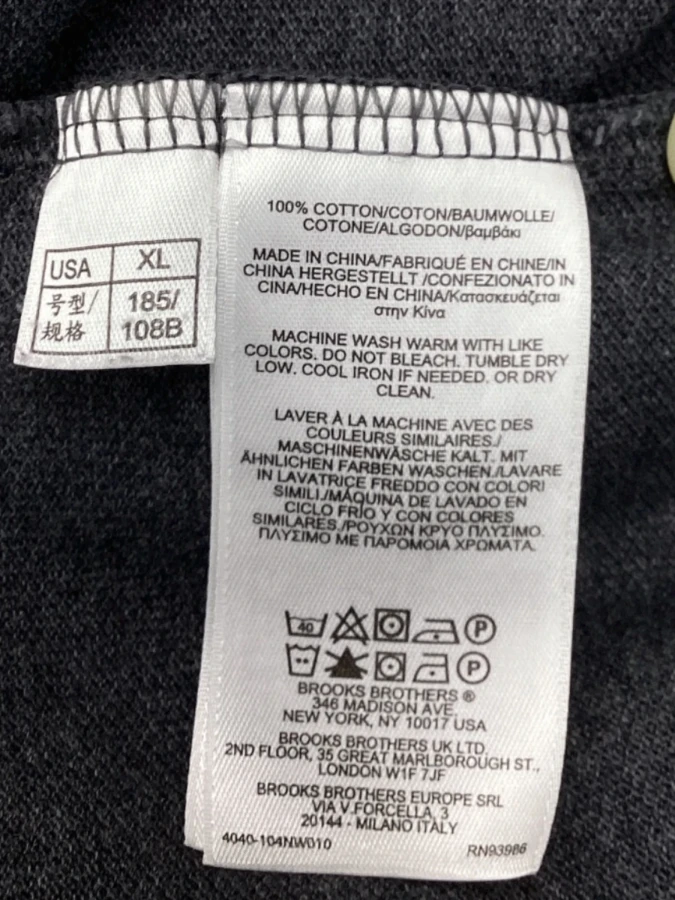 USA XL
号型/ 185/
规格 108B
100% COTTON/COTON/BAUMWOLLE/
COTONE/ALGODON/βαμβάκι
MADE IN CHINA/FABRIQUÉ EN CHINE/IN
CHINA HERGESTELLT /CONFEZIONATO IN
CINA/HECHO EN CHINA/Κατασκευάζεται
στην Κίνα
MACHINE WASH WARM WITH LIKE
COLORS. DO NOT BLEACH. TUMBLE DRY
LOW. COOL IRON IF NEEDED. OR DRY
CLEAN.
LAVER À LA MACHINE AVEC DES
COULEURS SIMILAIRES./
MASCHINENWÄSCHE KALT. MIT
ÄHNLICHEN FARBEN WASCHEN./LAVARE
IN LAVATRICE FREDDO CON COLORI
SIMILI./MÁQUINA DE LAVADO EN
CICLO FRÍO Y CON COLORES
SIMILARES./ΡΟΥΧΩΝ ΚΡΥΟ ΠΛΥΣΙΜΟ.
ΠΛΥΣΙΜΟ ΜΕ ΠΑΡΟΜΟΙΑ ΧΡΩΜΑΤΑ.
40 P
P
BROOKS BROTHERS ®
346 MADISON AVE.
NEW YORK, NY 10017 USA
BROOKS BROTHERS UK LTD.
2ND FLOOR, 35 GREAT MARLBOROUGH ST.,
LONDON W1F 7JF
BROOKS BROTHERS EUROPE SRL
VIA V.FORCELLA, 3
20144 - MILANO ITALY
4040-104NW010 RN93986